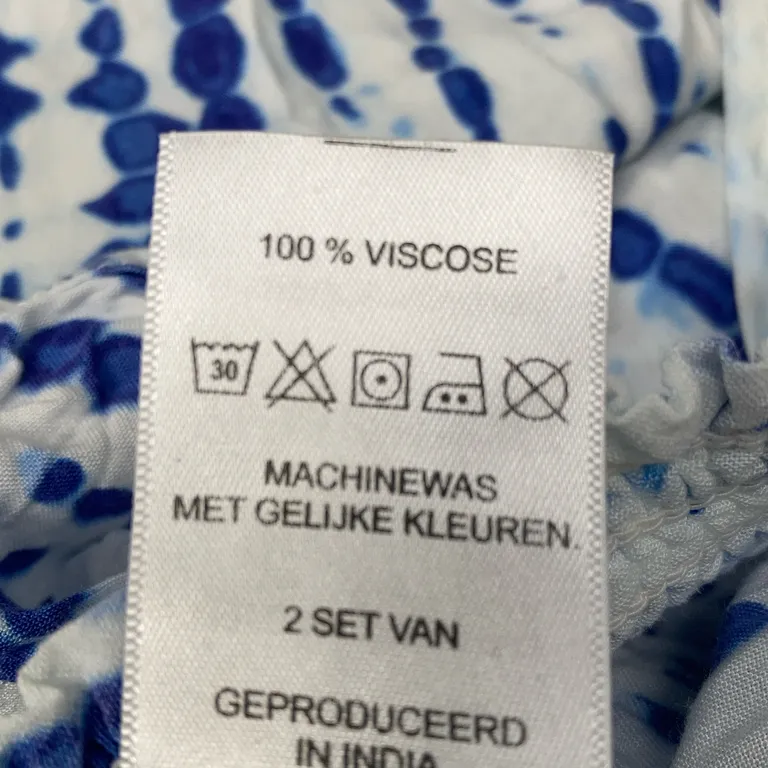 100 % VISCOSE
30
MACHINEWAS
MET GELIJKE KLEUREN.
2 SET VAN
GEPRODUCEERD
IN INDIA